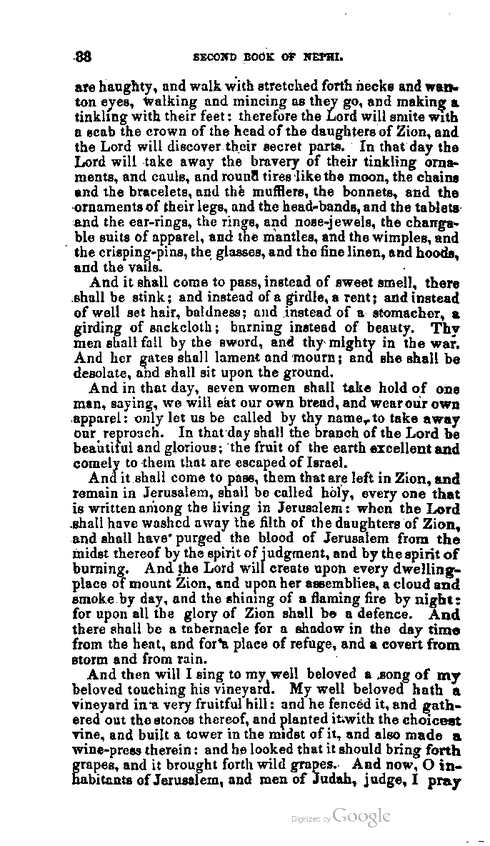 88 SECOND BOOK OF NEPHI.
are haughty, and walk with stretched forth necks and wan-
ton eyes, walking and mincing as they go, and making a
tinkling with their feet: therefore the Lord will smite with
a scab the crown of the head of the daughters of Zion, and
the Lord will discover their secret parts. In that day the
Lord will take away the bravery of their tinkling orna-
ments, and cauls, and round tires like the moon, the chains
and the bracelets, and the mufflers, the bonnets, and the
ornaments of their legs, and the head-bands, and the tablets
and the ear-rings, the rings, and nose-jewels, the changa-
ble suits of apparel, and the mantles, and the wimples, and
the crisping-pins, the glasses, and the fine linen, and hoods,
and the vails.
And it shall come to pass, instead of sweet smell, there
shall be stink; and instead of a girdle, a rent; and instead
of well set hair, baldness; and instead of a stomacher, a
girding of sackcloth; burning instead of beauty. Thy
men shall fall by the sword, and thy mighty in the war.
And her gates shall lament and mourn; and she shall be
desolate, and shall sit upon the ground.
And in that day, seven women shall take hold of one
man, saying, we will eat our own bread, and wear our own
apparel: only let us be called by thy name, to take away
our reproach. In that day shall the branch of the Lord be
beautiful and glorious; the fruit of the earth excellent and
comely to them that are escaped of Israel.
And it shall come to pass, them that are left in Zion, and
remain in Jerusalem, shall be called holy, every one that
is written among the living in Jerusalem: when the Lord
shall have washed away the filth of the daughters of Zion,
and shall have purged the blood of Jerusalem from the
midst thereof by the spirit of judgment, and by the spirit of
burning. And the Lord will create upon every dwelling-
place of mount Zion, and upon her assemblies, a cloud and
smoke by day, and the shining of a flaming fire by night:
for upon all the glory of Zion shall be a defence. And
there shall be a tabernacle for a shadow in the day time
from the heat, and for a place of refuge, and a covert from
storm and from rain.
And then will I sing to my well beloved a song of my
beloved touching his vineyard. My well beloved hath a
vineyard in a very fruitful hill: and he fenced it, and gath-
ered out the stones thereof, and planted it with the choicest
vine, and built a tower in the midst of it, and also made a
wine-press therein: and he looked that it should bring forth
grapes, and it brought forth wild grapes. And now, O in-
habitants of Jerusalem, and men of Judah, judge, I pray
Digitized by Google